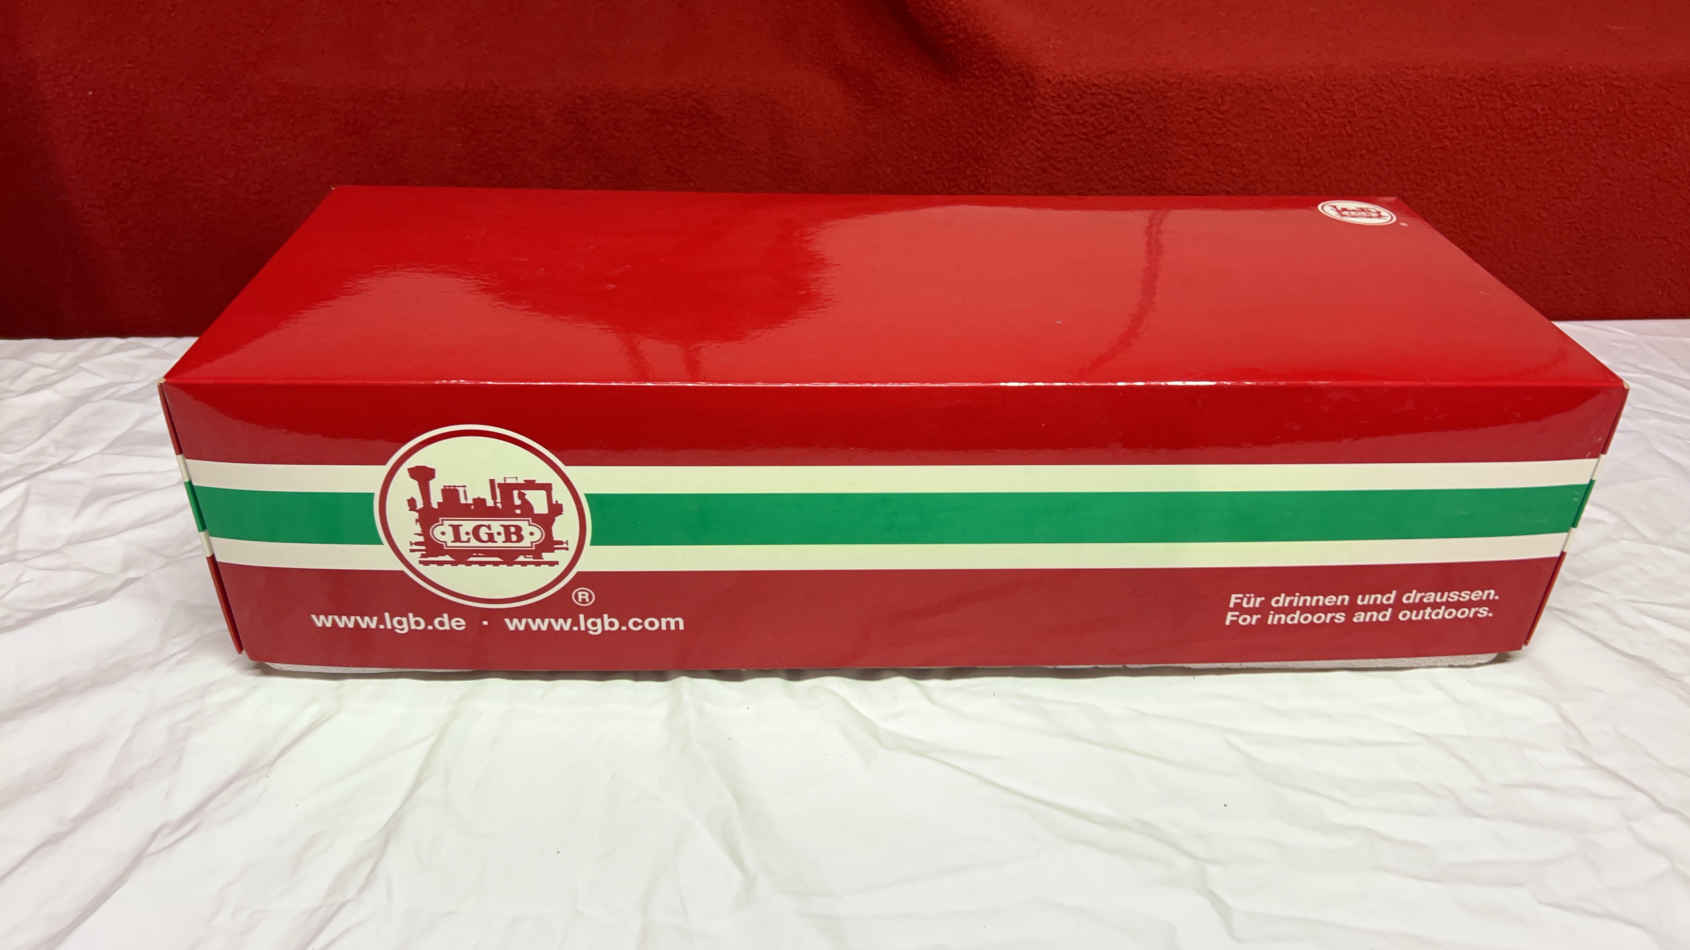 L·G·B
®
www.lgb.de · www.lgb.com
Für drinnen und draussen.
For indoors and outdoors.